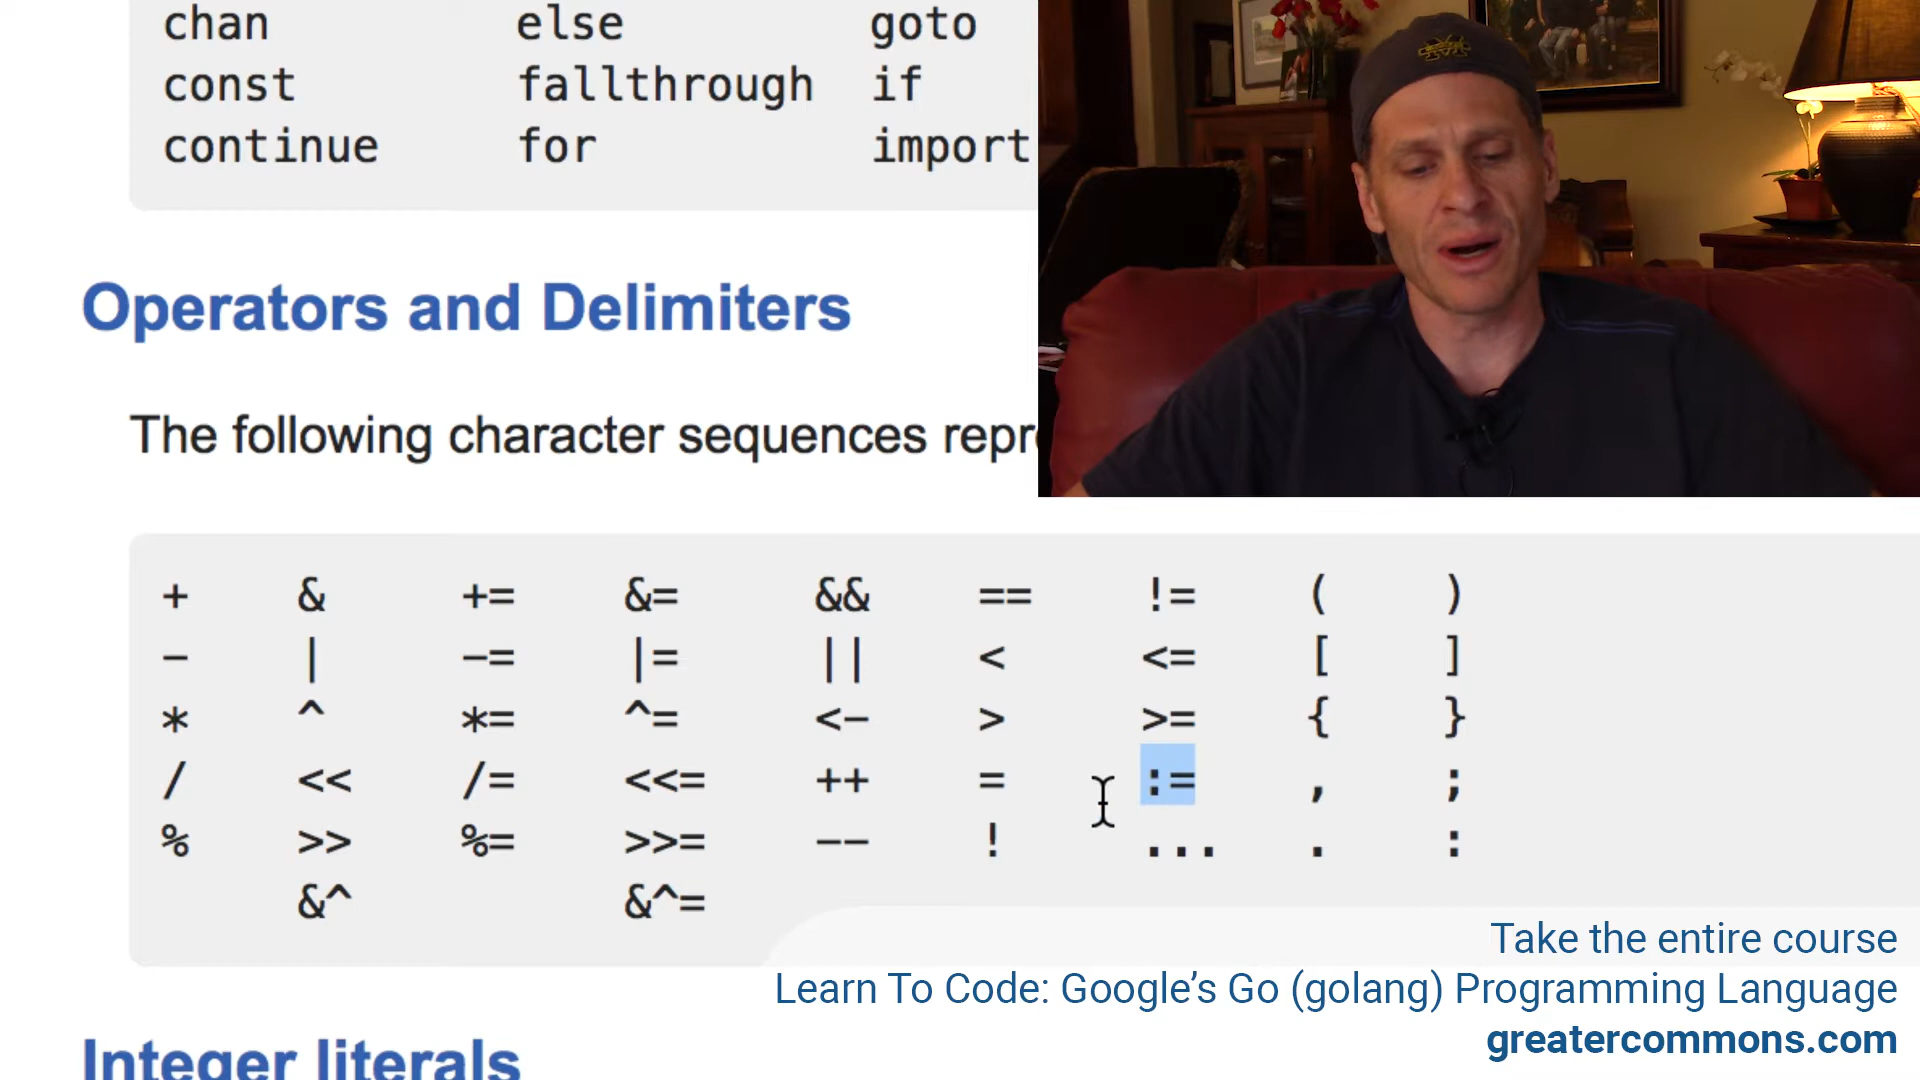 chan else goto
const fallthrough if
continue for import
Operators and Delimiters
The following character sequences repr
+ & += &= && == != ( )
- | -= |= || < <= [ ]
* ^ *= ^= <- > >= { }
/ << /= <<= ++ = := , ;
% >> %= >>= -- ! ... . :
&^ &^=
Take the entire course
Learn To Code: Google’s Go (golang) Programming Language
greatercommons.com
Integer literals